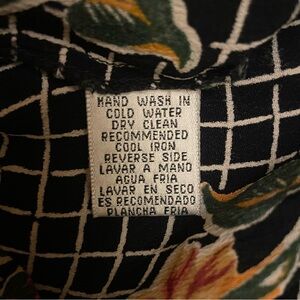 HAND WASH IN
COLD WATER
DRY CLEAN
RECOMMENDED
COOL IRON
REVERSE SIDE
LAVAR A MANO
AGUA FRIA
LAVAR EN SECO
ES RECOMENDADO
PLANCHA FRIA